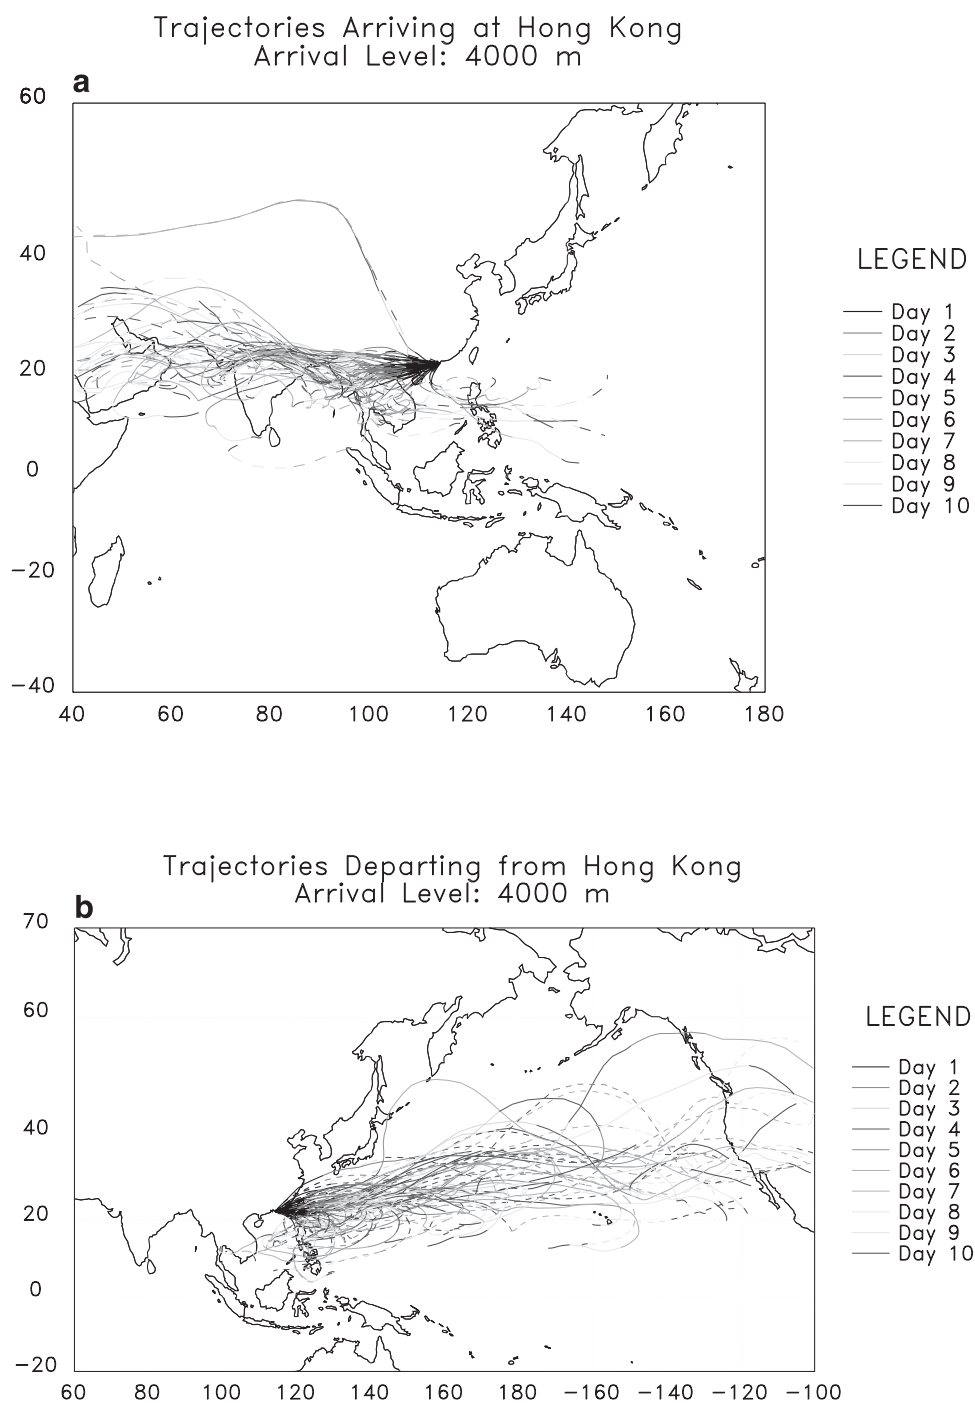 Trajectories Arriving at Hong Kong
Arrival Level: 4000 m
a
60
40
20
0
−20
−40
40 60 80 100 120 140 160 180
LEGEND
Day 1
Day 2
Day 3
Day 4
Day 5
Day 6
Day 7
Day 8
Day 9
Day 10
Trajectories Departing from Hong Kong
Arrival Level: 4000 m
b
70
60
40
20
0
−20
60 80 100 120 140 160 180 −160 −140 −120 −100
LEGEND
Day 1
Day 2
Day 3
Day 4
Day 5
Day 6
Day 7
Day 8
Day 9
Day 10